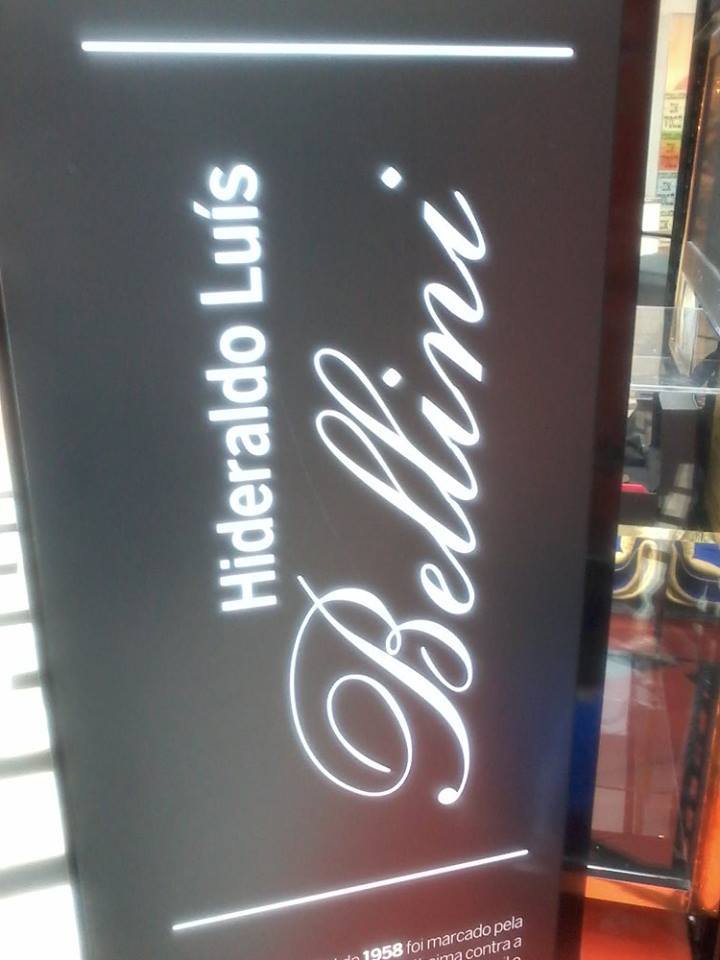 Hideraldo Luís
Bellini
1958 foi marcado pela
contra a